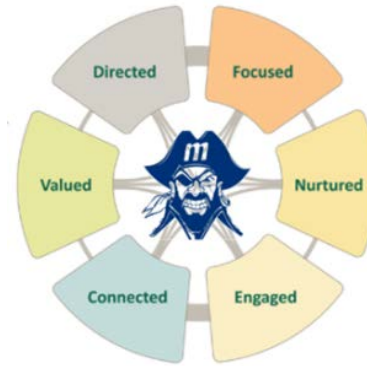 Directed
Focused
m
Valued
Nurtured
Connected
Engaged